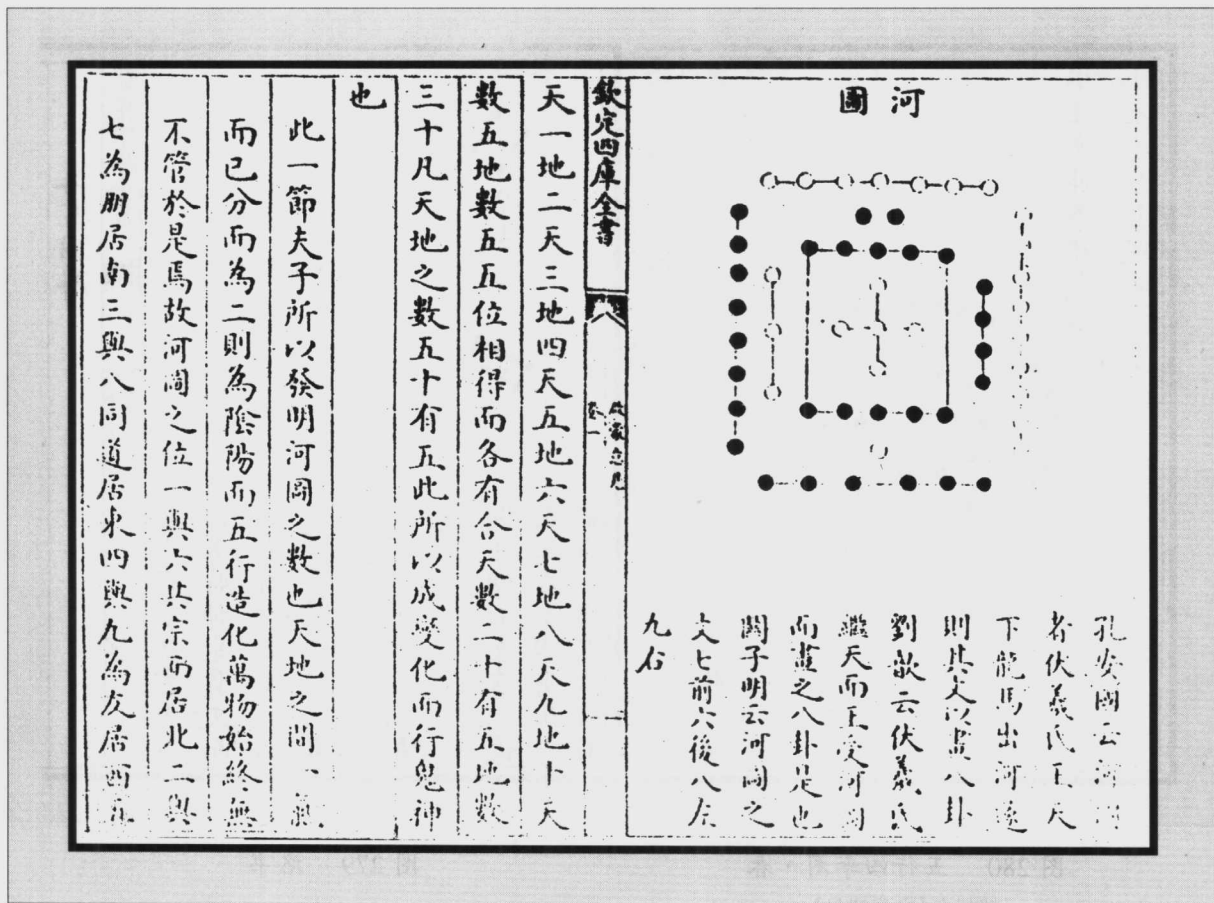 河圖
孔安國云河圖
者伏羲氏王天
下龍馬出河遂
則其文以畫八卦
劉歆云伏羲氏
繼天而王受河圖
而畫之八卦是也
關子明云河圖之
文七前六後八左
九右
欽定四庫全書
卷一
天一地二天三地四天五地六天七地八天九地十天
數五地數五五位相得而各有合天數二十有五地數
三十凡天地之數五十有五此所以成變化而行鬼神
也
此一節夫子所以發明河圖之數也天地之間一氣
而已分而為二則為陰陽而五行造化萬物始終無
不管於是焉故河圖之位一與六共宗而居北二與
七為朋居南三與八同道居東四與九為友居西五